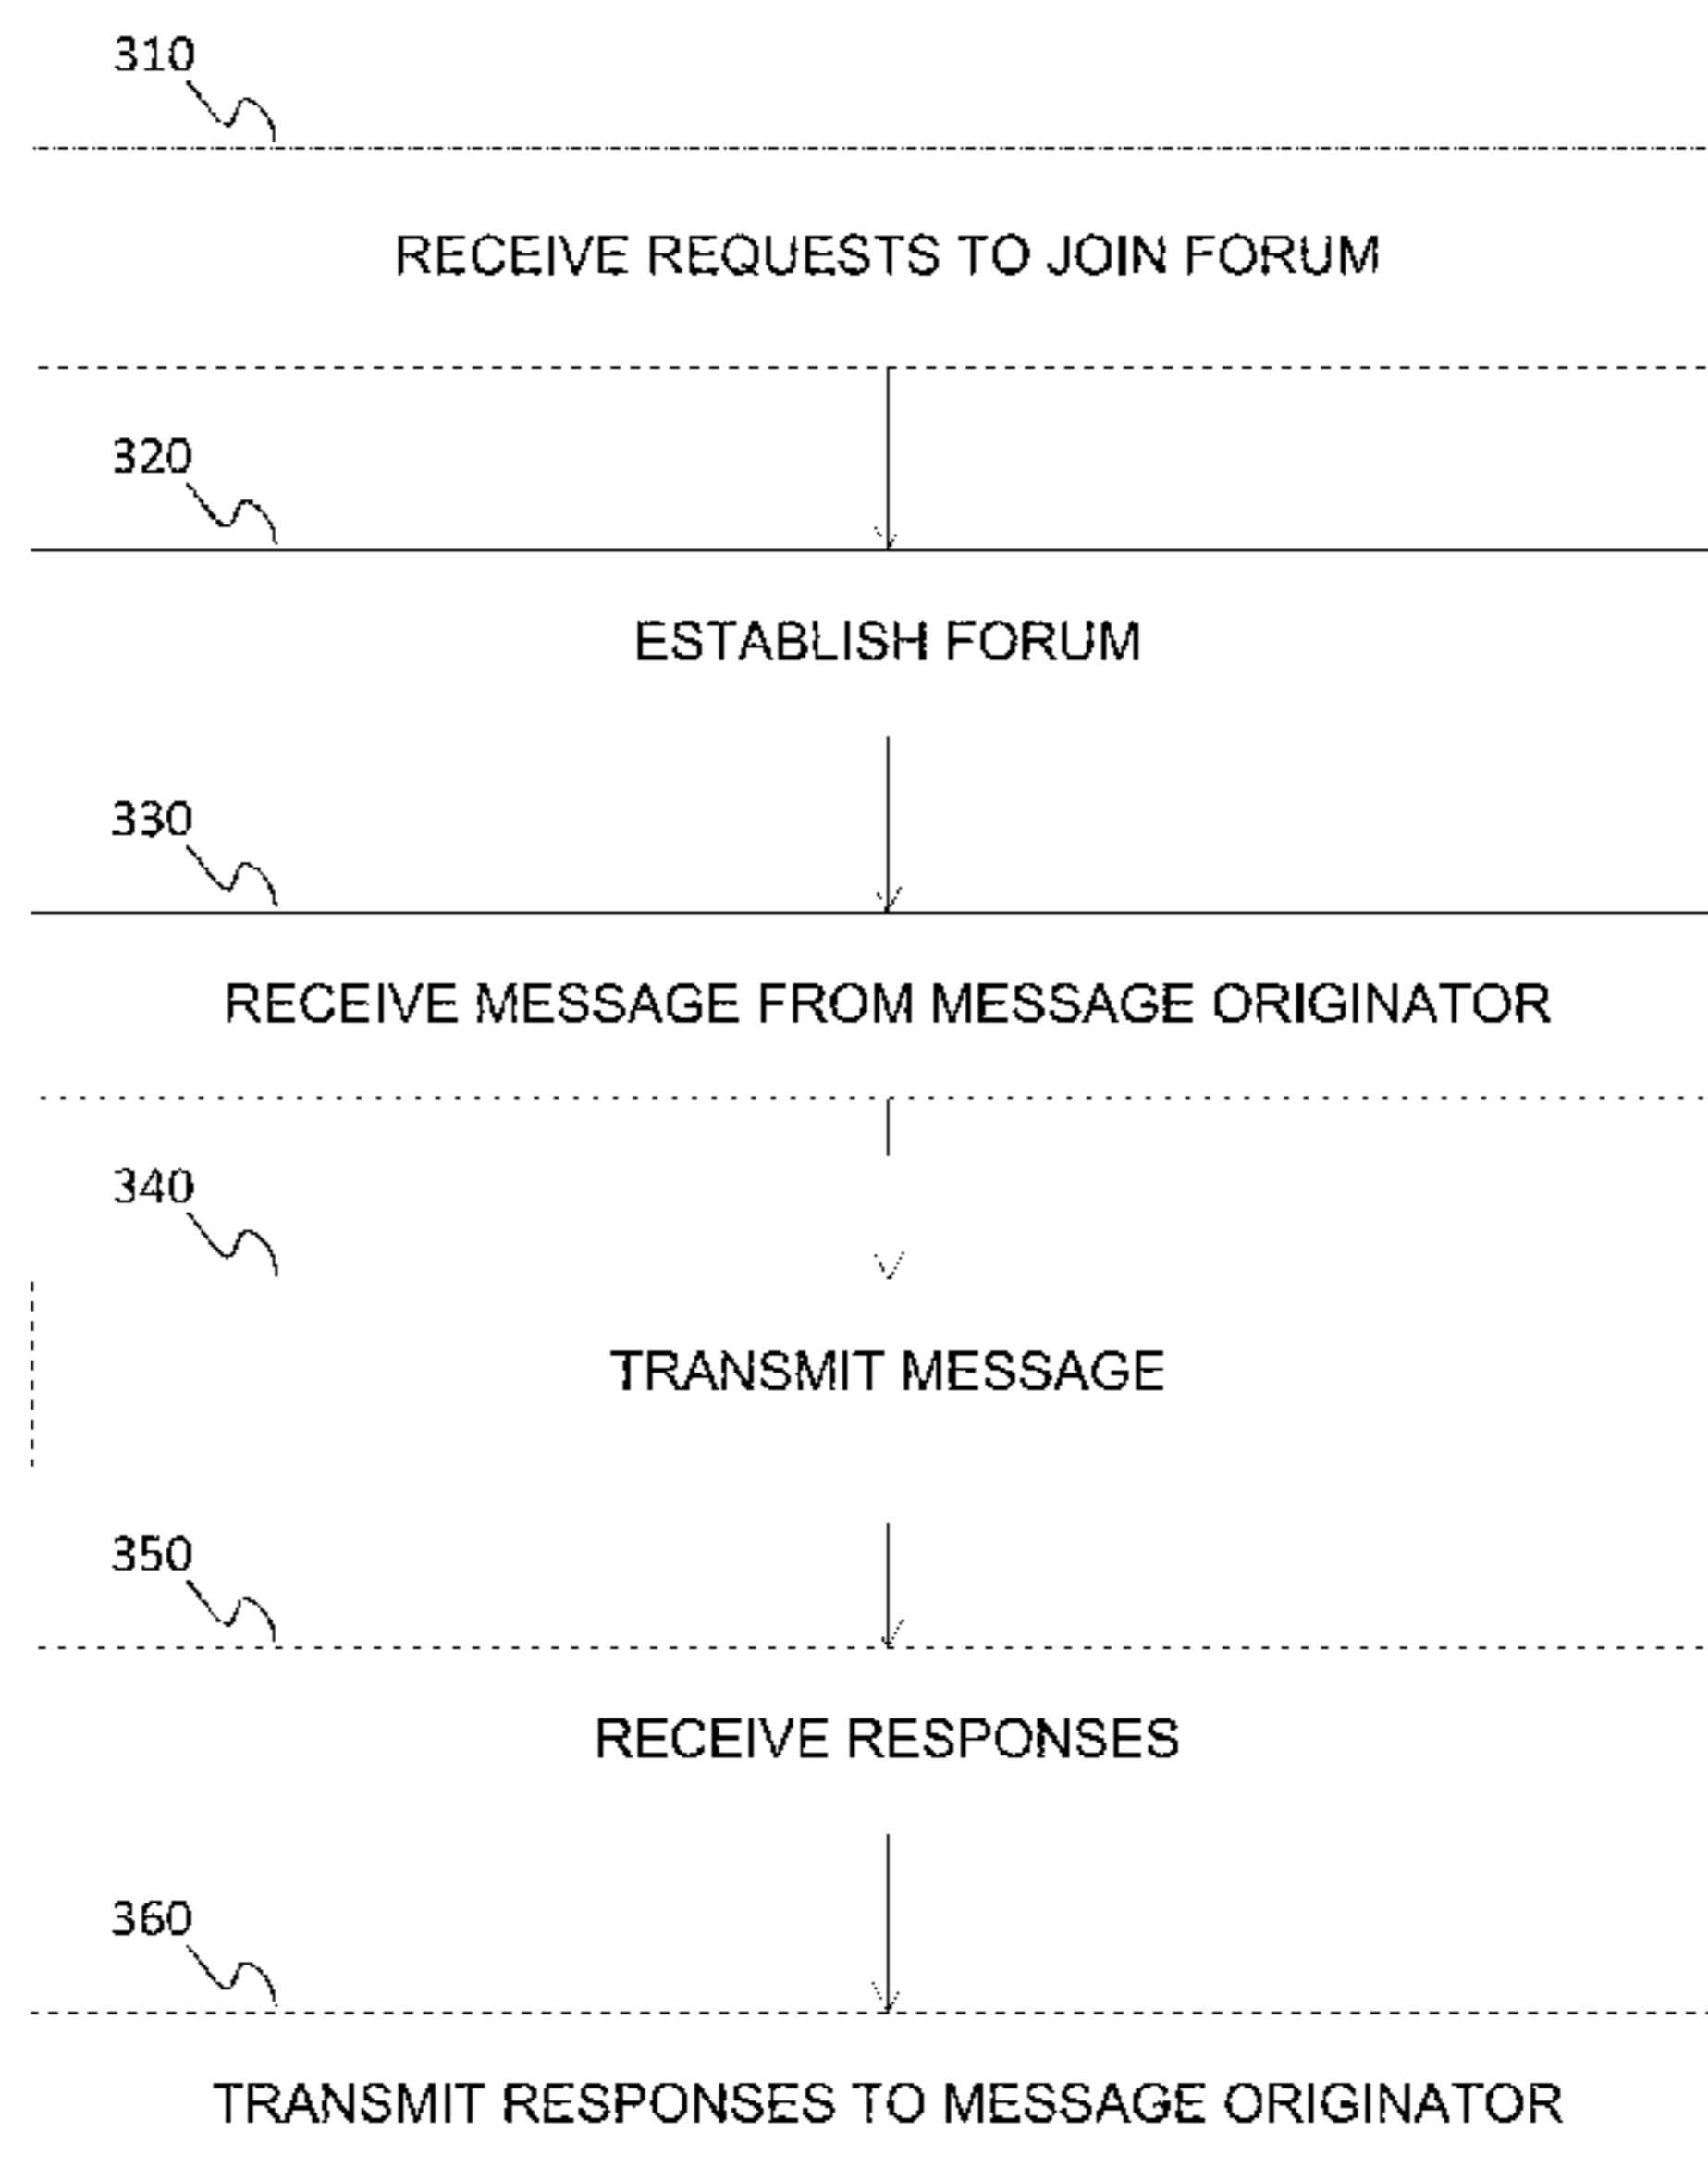 310
RECEIVE REQUESTS TO JOIN FORUM
320
ESTABLISH FORUM
330
RECEIVE MESSAGE FROM MESSAGE ORIGINATOR
340
TRANSMIT MESSAGE
350
RECEIVE RESPONSES
360
TRANSMIT RESPONSES TO MESSAGE ORIGINATOR